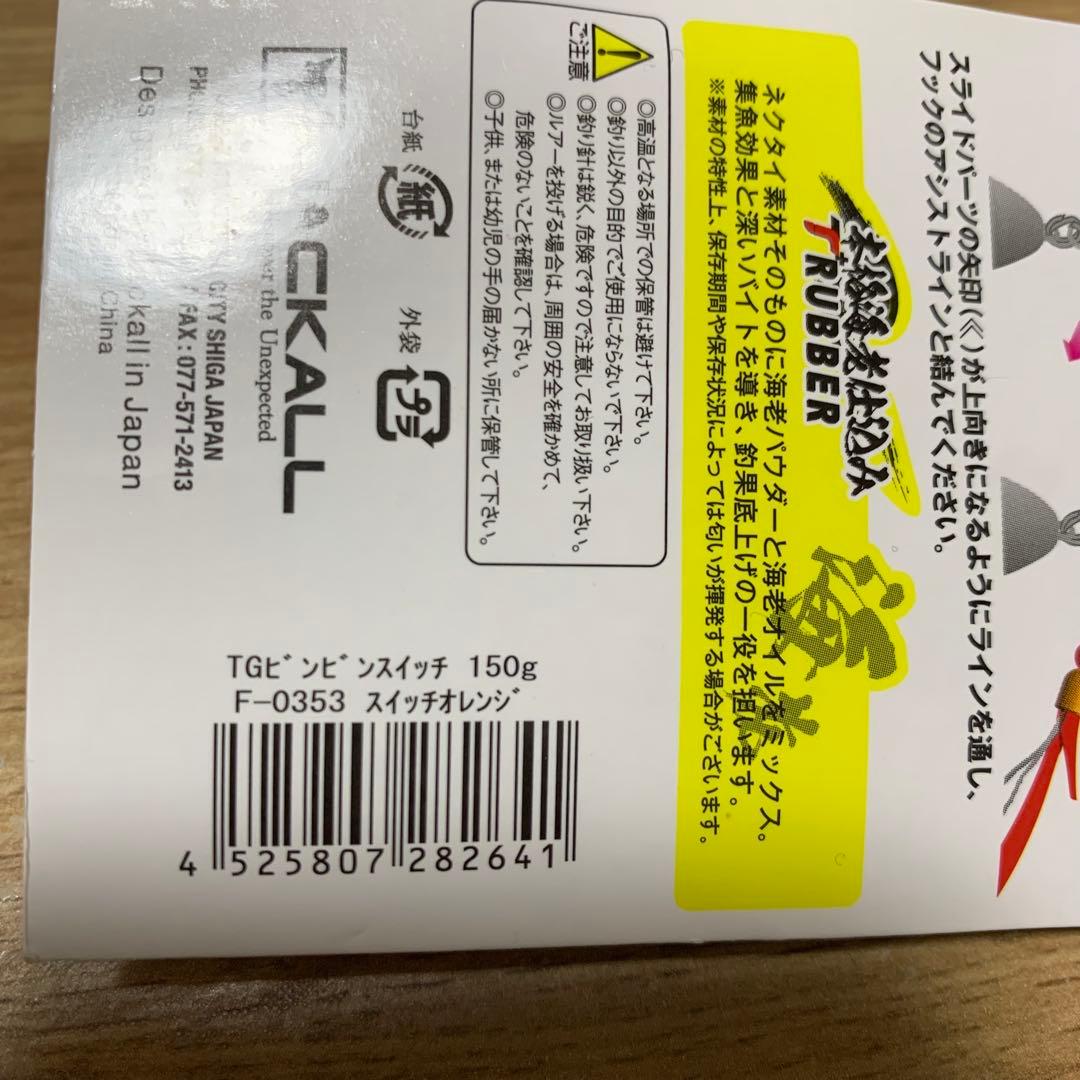 スライドパーツの矢印(≪)が上向きになるようにラインを通し、
フックのアシストラインと結んでください。
本格海老仕込み
RUBBER
ネクタイ素材そのものに海老パウダーと海老オイルをミックス。
集魚効果と深いバイトを導き、釣果底上げの一役を担います。
※素材の特性上、保存期間や保存状況によっては匂いが揮発する場合がございます。
ご注意
◎高温となる場所での保管は避けて下さい。
◎釣り以外の目的でご使用にならないで下さい。
◎釣り針は鋭く、危険ですので注意してお取り扱い下さい。
◎ルアーを投げる場合は、周囲の安全を確かめて、
危険のないことを確認して下さい。
◎子供、または幼児の手の届かない所に保管して下さい。
台紙
紙
外袋
プラ
CKALL
the Unexpected
SHIGA JAPAN
FAX:077-571-2413
ckall in Japan
China
TGビンビンスイッチ 150g
F-0353 スイッチオレンジ
4 525807 282641